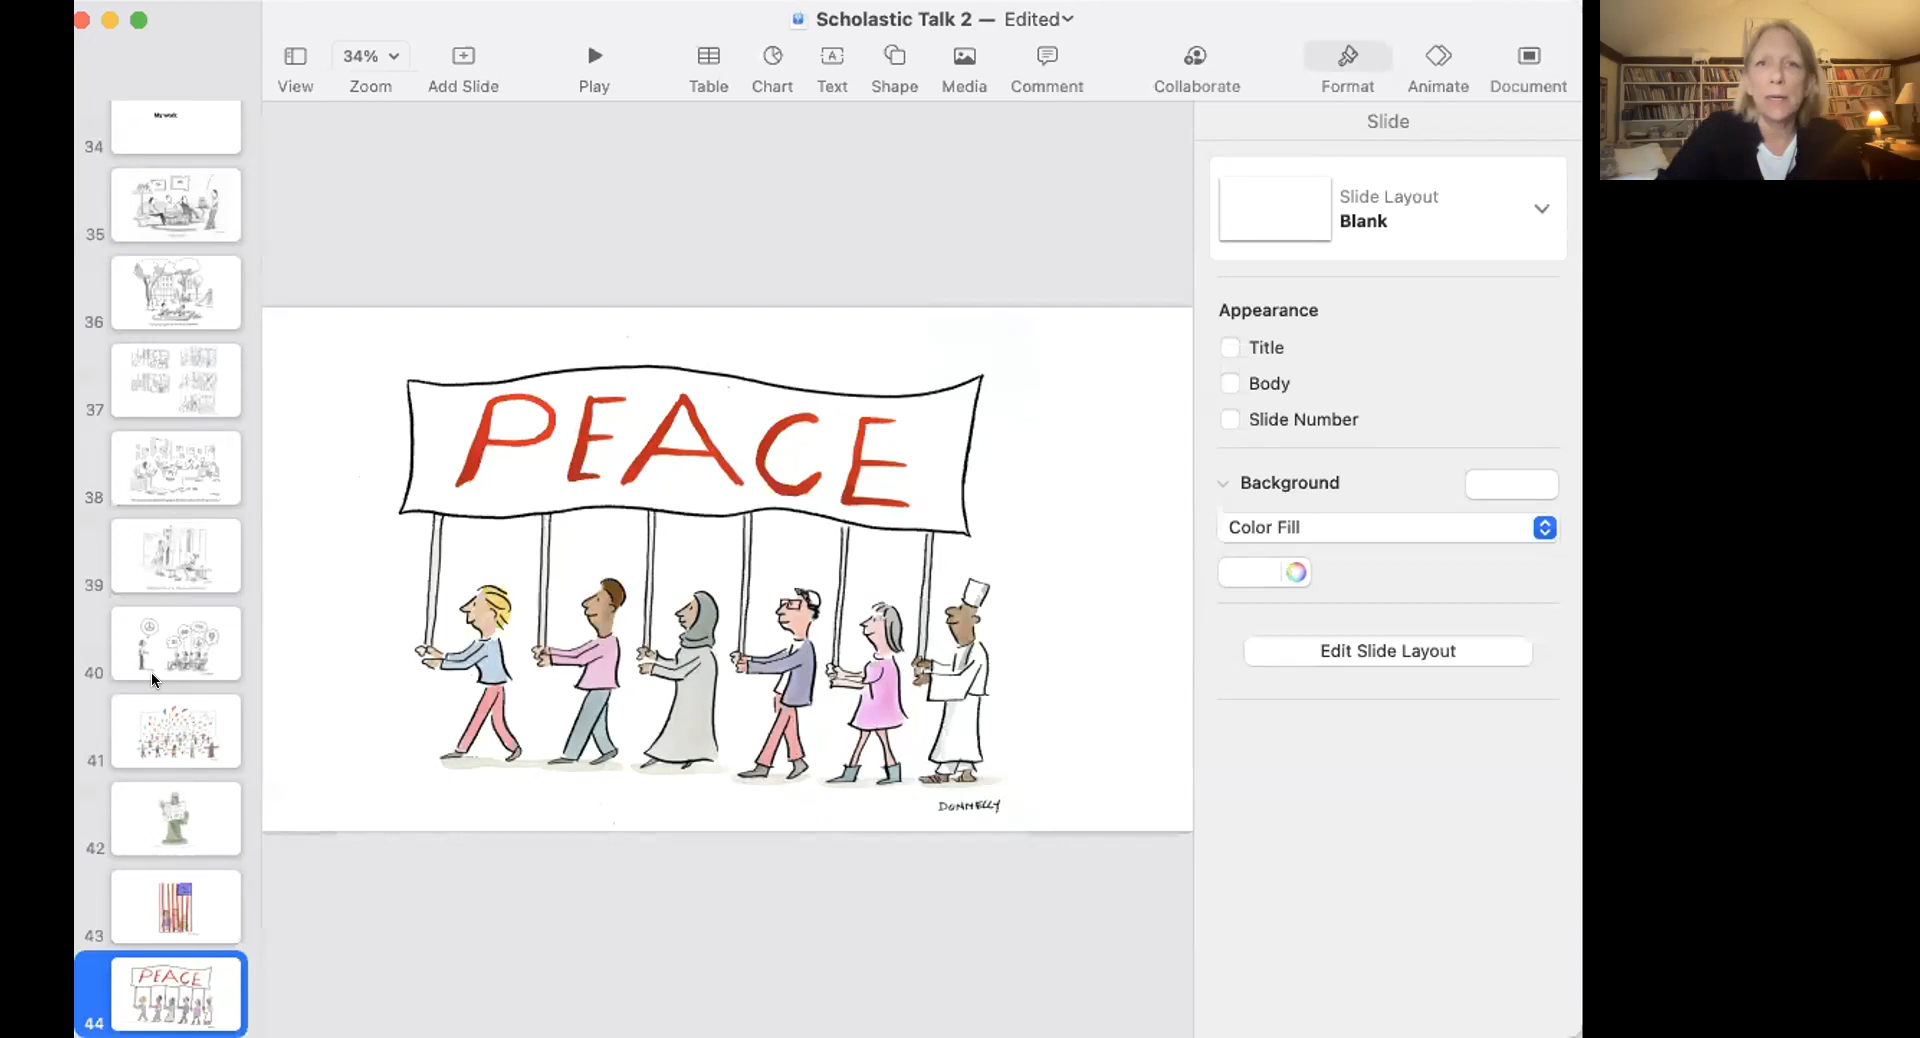 Scholastic Talk 2 — Edited
34%
View
Zoom
Add Slide
Play
Table
Chart
Text
Shape
Media
Comment
Collaborate
Format
Animate
Document
My work
34
35
36
37
38
39
40
41
42
43
PEACE
44
PEACE
DONNELLY
Slide
Slide Layout
Blank
Appearance
Title
Body
Slide Number
Background
Color Fill
Edit Slide Layout